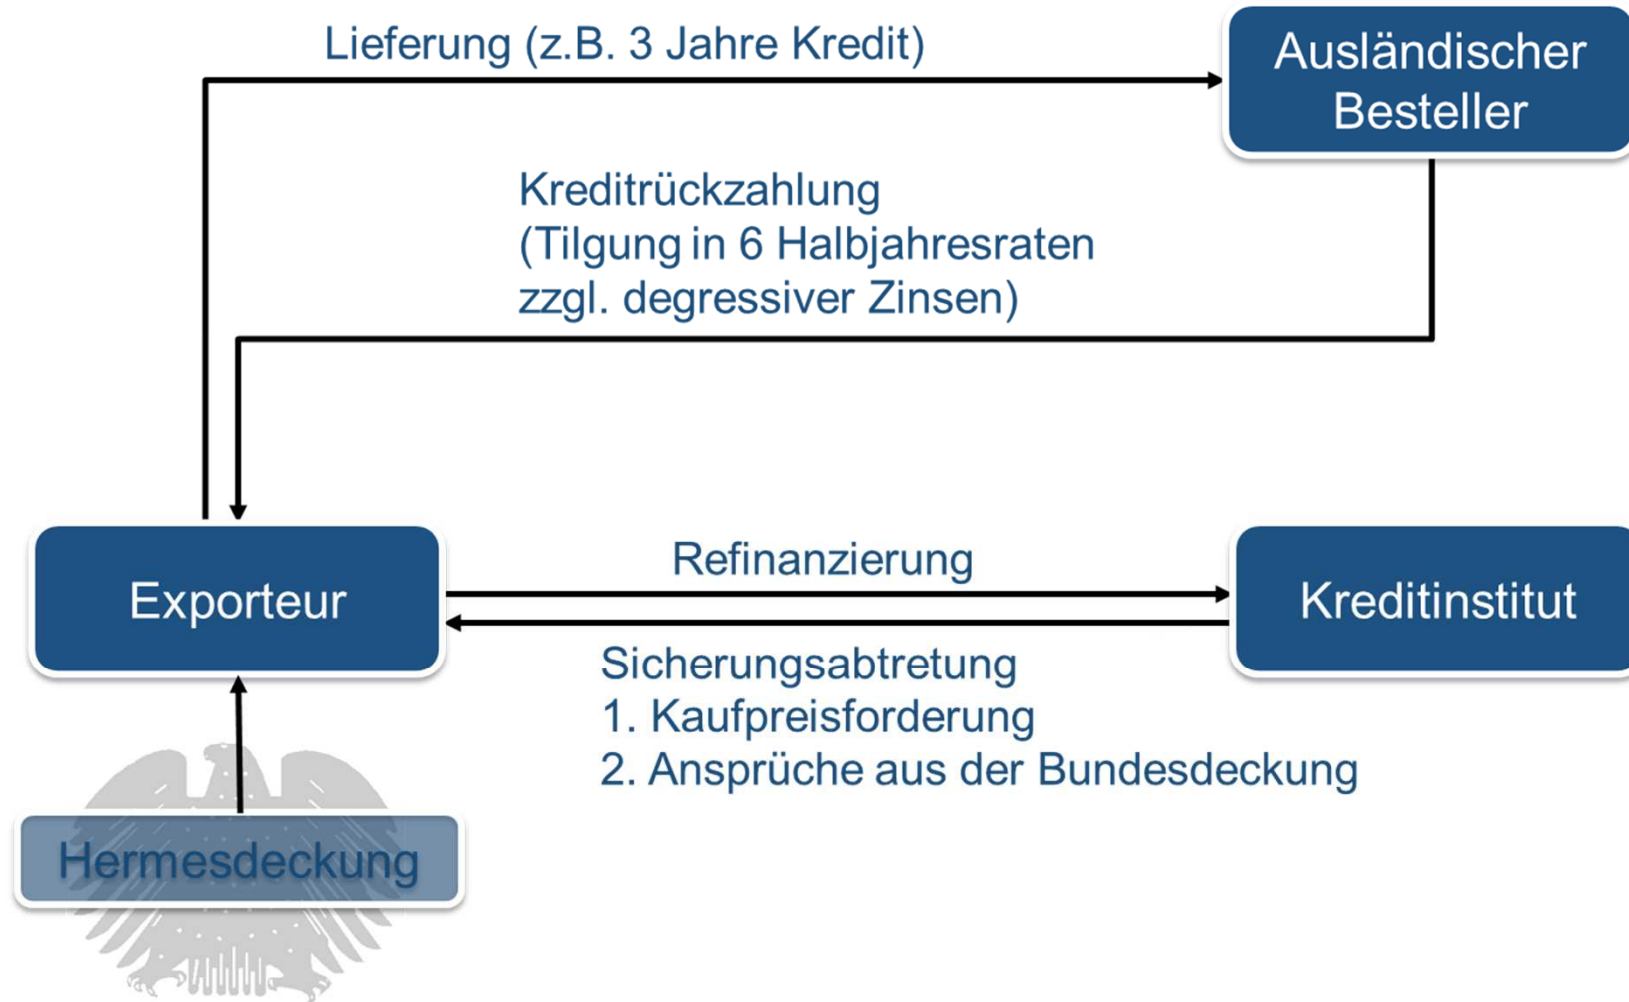 Lieferung (z.B. 3 Jahre Kredit)
Ausländischer
Besteller
Kreditrückzahlung
(Tilgung in 6 Halbjahresraten
zzgl. degressiver Zinsen)
Exporteur
Refinanzierung
Kreditinstitut
Sicherungsabtretung
1. Kaufpreisforderung
2. Ansprüche aus der Bundesdeckung
Hermesdeckung